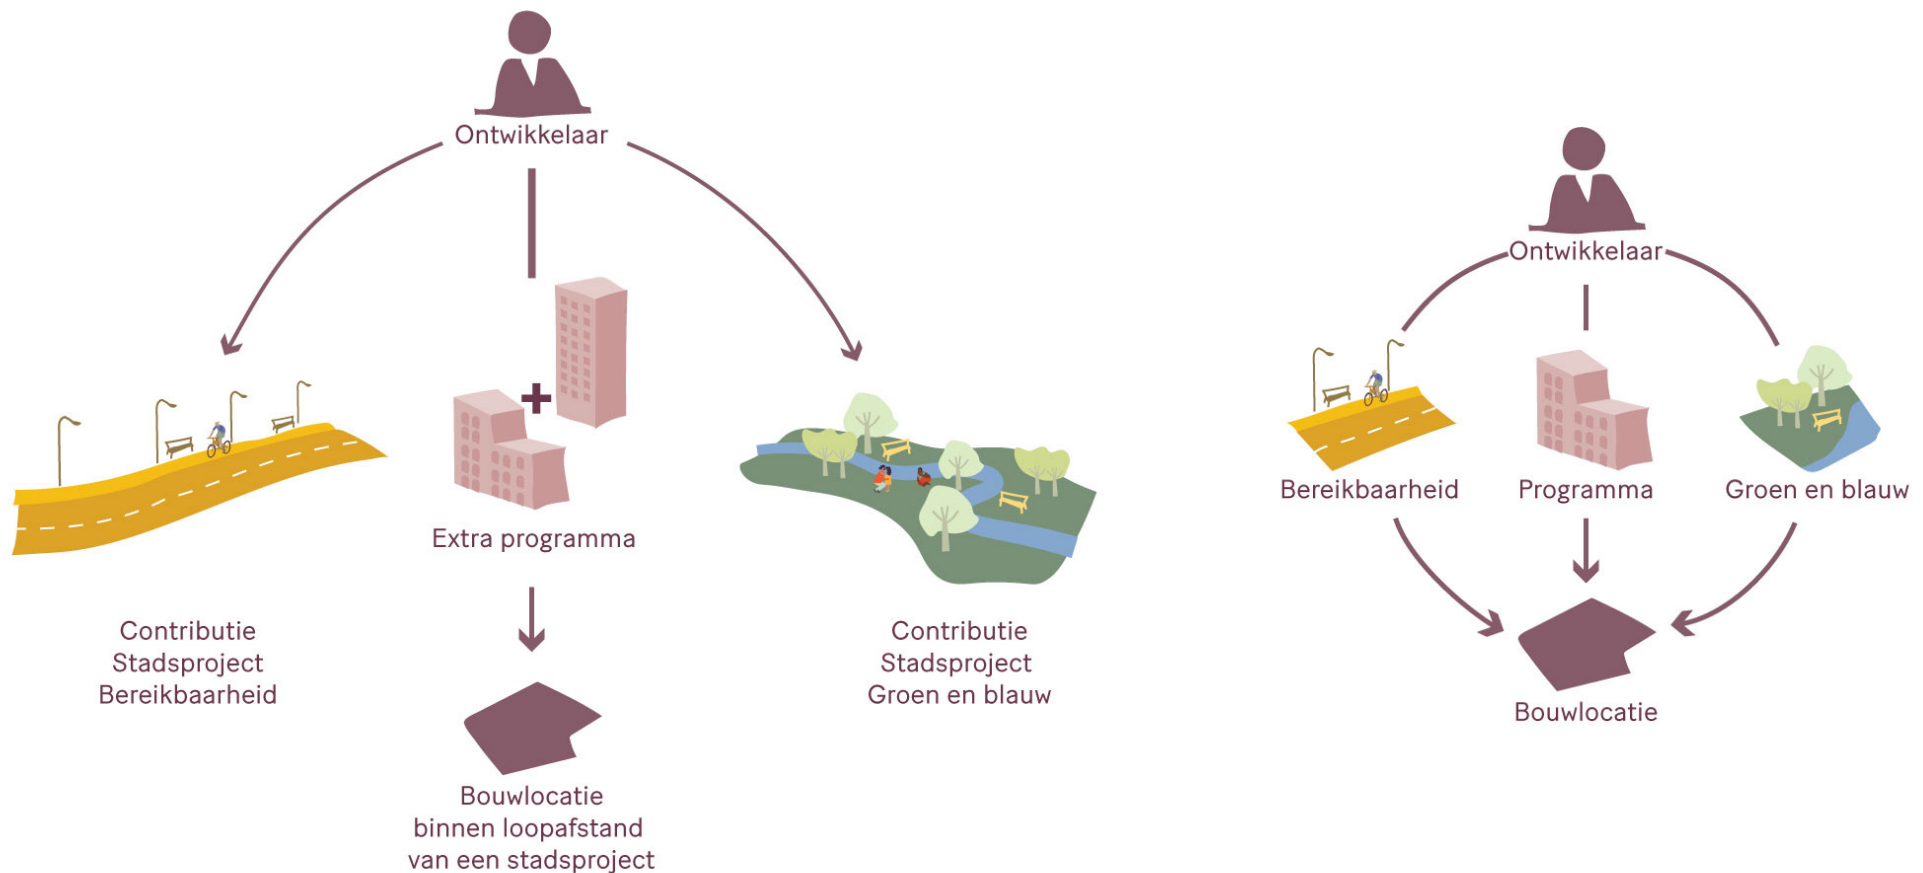 Ontwikkelaar
Extra programma
Contributie
Stadsproject
Bereikbaarheid
Contributie
Stadsproject
Groen en blauw
Bouwlocatie
binnen loopafstand
van een stadsproject
Ontwikkelaar
Bereikbaarheid
Programma
Groen en blauw
Bouwlocatie